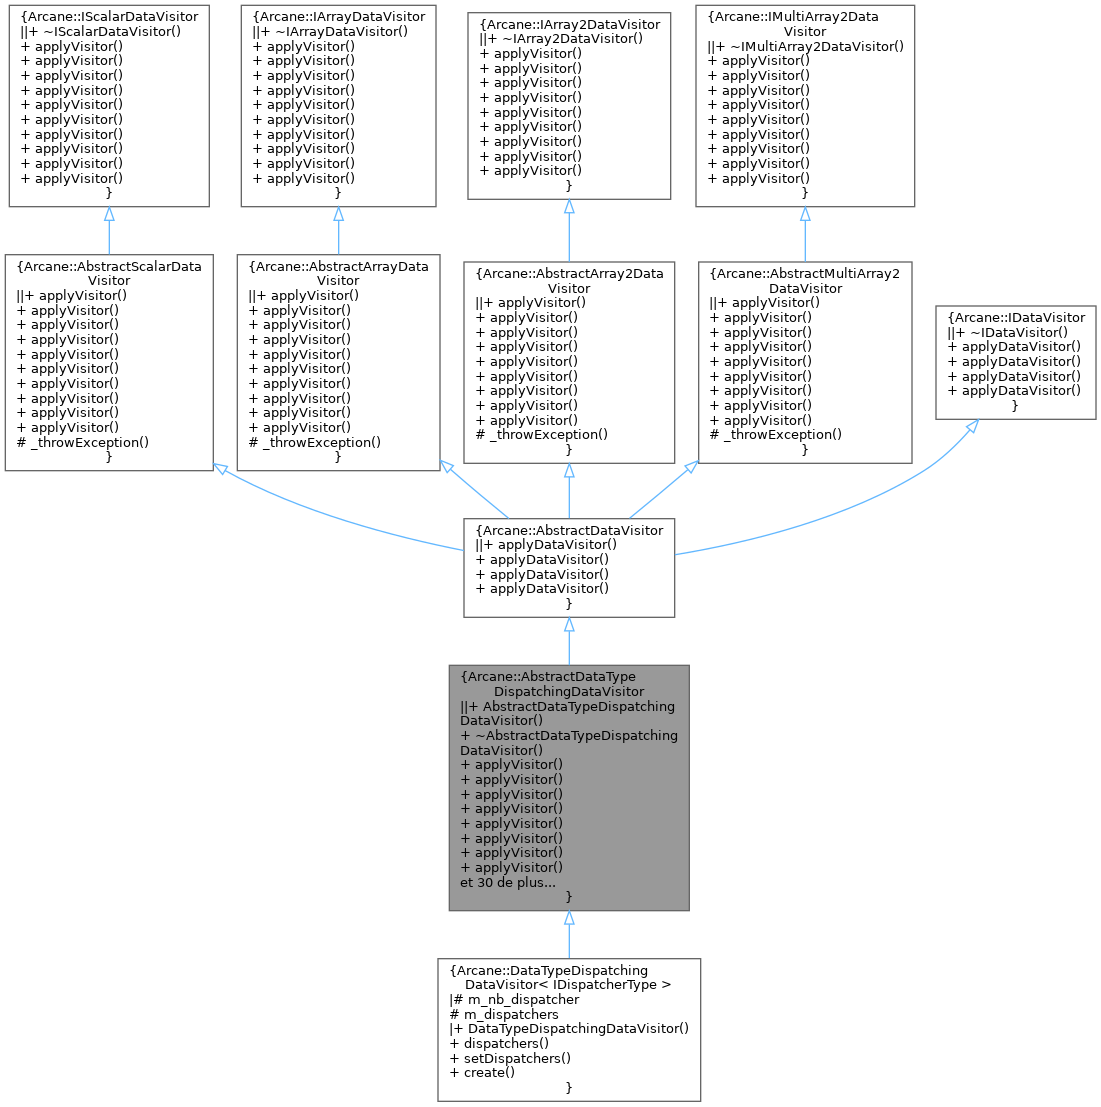 {Arcane::IScalarDataVisitor
||+ ~IScalarDataVisitor()
+ applyVisitor()
+ applyVisitor()
+ applyVisitor()
+ applyVisitor()
+ applyVisitor()
+ applyVisitor()
+ applyVisitor()
+ applyVisitor()
+ applyVisitor()
+ applyVisitor()
}
{Arcane::IArrayDataVisitor
||+ ~IArrayDataVisitor()
+ applyVisitor()
+ applyVisitor()
+ applyVisitor()
+ applyVisitor()
+ applyVisitor()
+ applyVisitor()
+ applyVisitor()
+ applyVisitor()
+ applyVisitor()
+ applyVisitor()
}
{Arcane::IArray2DataVisitor
||+ ~IArray2DataVisitor()
+ applyVisitor()
+ applyVisitor()
+ applyVisitor()
+ applyVisitor()
+ applyVisitor()
+ applyVisitor()
+ applyVisitor()
+ applyVisitor()
+ applyVisitor()
}
{Arcane::IMultiArray2Data
Visitor
||+ ~IMultiArray2DataVisitor()
+ applyVisitor()
+ applyVisitor()
+ applyVisitor()
+ applyVisitor()
+ applyVisitor()
+ applyVisitor()
+ applyVisitor()
+ applyVisitor()
+ applyVisitor()
}
{Arcane::AbstractScalarData
Visitor
||+ applyVisitor()
+ applyVisitor()
+ applyVisitor()
+ applyVisitor()
+ applyVisitor()
+ applyVisitor()
+ applyVisitor()
+ applyVisitor()
+ applyVisitor()
+ applyVisitor()
# _throwException()
}
{Arcane::AbstractArrayData
Visitor
||+ applyVisitor()
+ applyVisitor()
+ applyVisitor()
+ applyVisitor()
+ applyVisitor()
+ applyVisitor()
+ applyVisitor()
+ applyVisitor()
+ applyVisitor()
+ applyVisitor()
# _throwException()
}
{Arcane::AbstractArray2Data
Visitor
||+ applyVisitor()
+ applyVisitor()
+ applyVisitor()
+ applyVisitor()
+ applyVisitor()
+ applyVisitor()
+ applyVisitor()
+ applyVisitor()
+ applyVisitor()
# _throwException()
}
{Arcane::AbstractMultiArray2
DataVisitor
||+ applyVisitor()
+ applyVisitor()
+ applyVisitor()
+ applyVisitor()
+ applyVisitor()
+ applyVisitor()
+ applyVisitor()
+ applyVisitor()
+ applyVisitor()
# _throwException()
}
{Arcane::IDataVisitor
||+ ~IDataVisitor()
+ applyDataVisitor()
+ applyDataVisitor()
+ applyDataVisitor()
+ applyDataVisitor()
}
{Arcane::AbstractDataVisitor
||+ applyDataVisitor()
+ applyDataVisitor()
+ applyDataVisitor()
+ applyDataVisitor()
}
{Arcane::AbstractDataType
DispatchingDataVisitor
||+ AbstractDataTypeDispatching
DataVisitor()
+ ~AbstractDataTypeDispatching
DataVisitor()
+ applyVisitor()
+ applyVisitor()
+ applyVisitor()
+ applyVisitor()
+ applyVisitor()
+ applyVisitor()
+ applyVisitor()
+ applyVisitor()
et 30 de plus...
}
{Arcane::DataTypeDispatching
DataVisitor< IDispatcherType >
|# m_nb_dispatcher
# m_dispatchers
|+ DataTypeDispatchingDataVisitor()
+ dispatchers()
+ setDispatchers()
+ create()
}